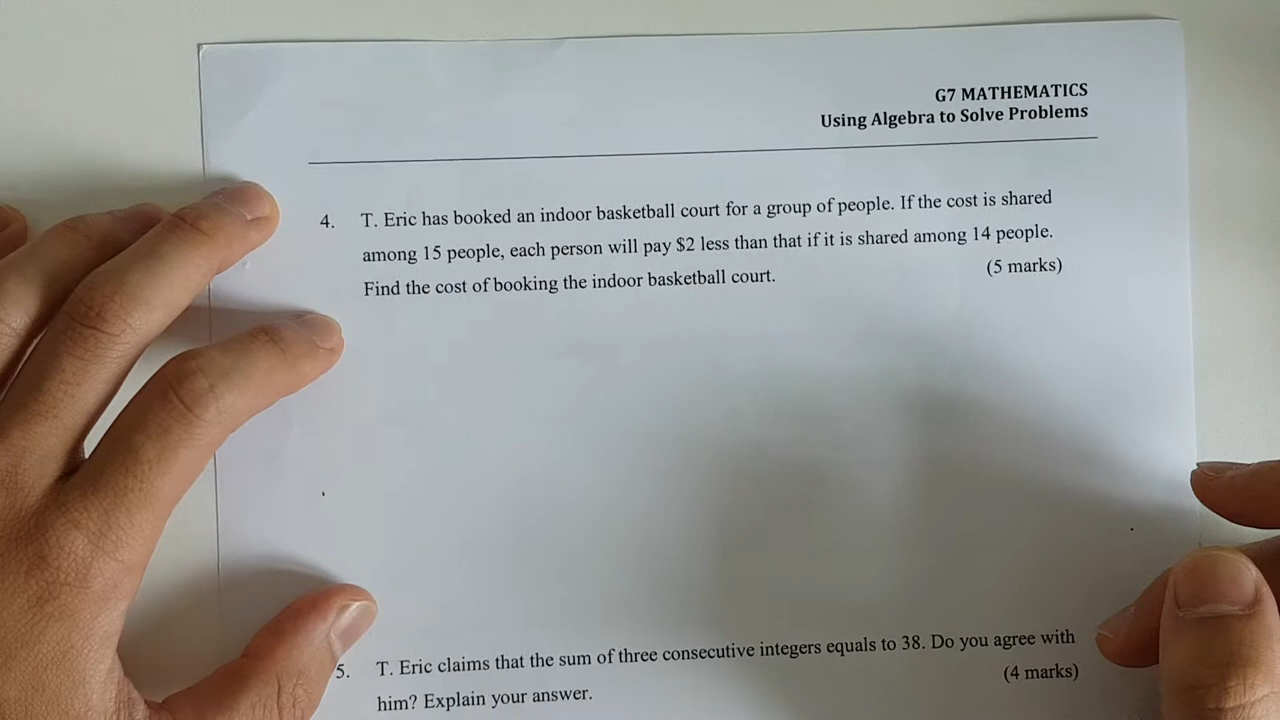 G7 MATHEMATICS
Using Algebra to Solve Problems
4. T. Eric has booked an indoor basketball court for a group of people. If the cost is shared
among 15 people, each person will pay $2 less than that if it is shared among 14 people.
Find the cost of booking the indoor basketball court. (5 marks)
5. T. Eric claims that the sum of three consecutive integers equals to 38. Do you agree with
him? Explain your answer. (4 marks)